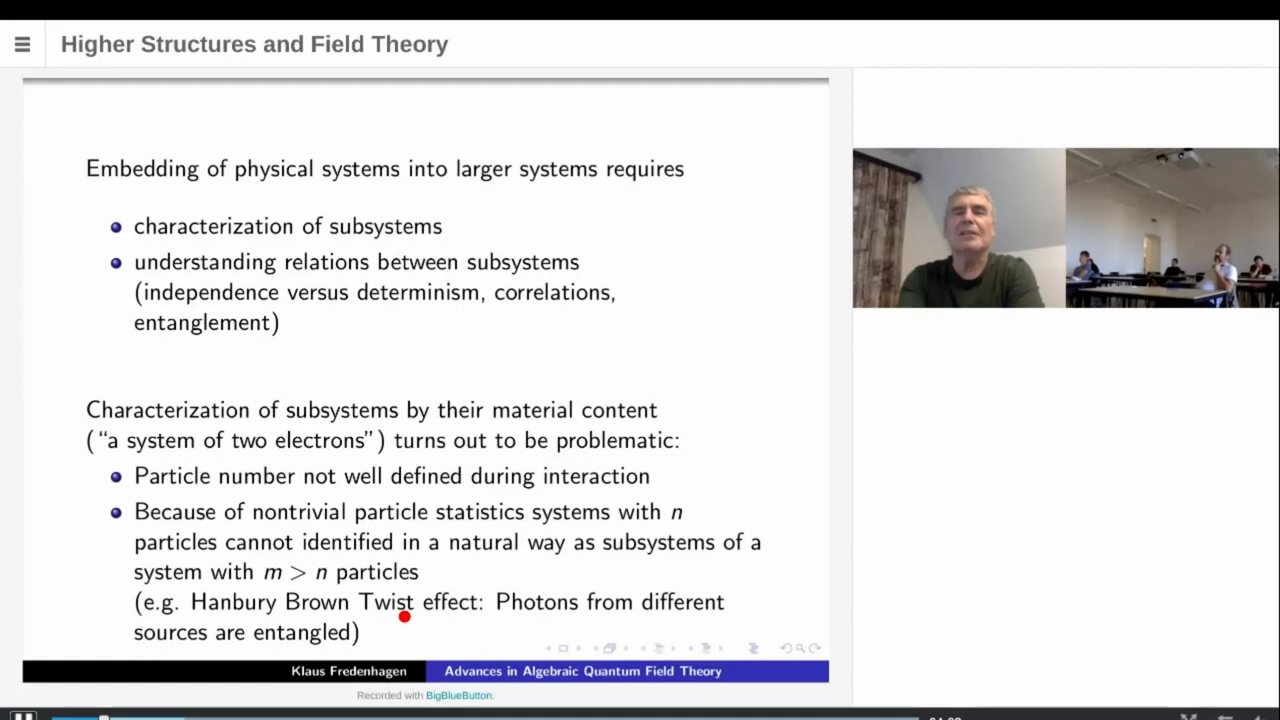 Higher Structures and Field Theory
Embedding of physical systems into larger systems requires
characterization of subsystems
understanding relations between subsystems
(independence versus determinism, correlations,
entanglement)
Characterization of subsystems by their material content
("a system of two electrons") turns out to be problematic:
Particle number not well defined during interaction
Because of nontrivial particle statistics systems with n
particles cannot identified in a natural way as subsystems of a
system with m > n particles
(e.g. Hanbury Brown Twist effect: Photons from different
sources are entangled)
Klaus Fredenhagen Advances in Algebraic Quantum Field Theory
Recorded with BigBlueButton.